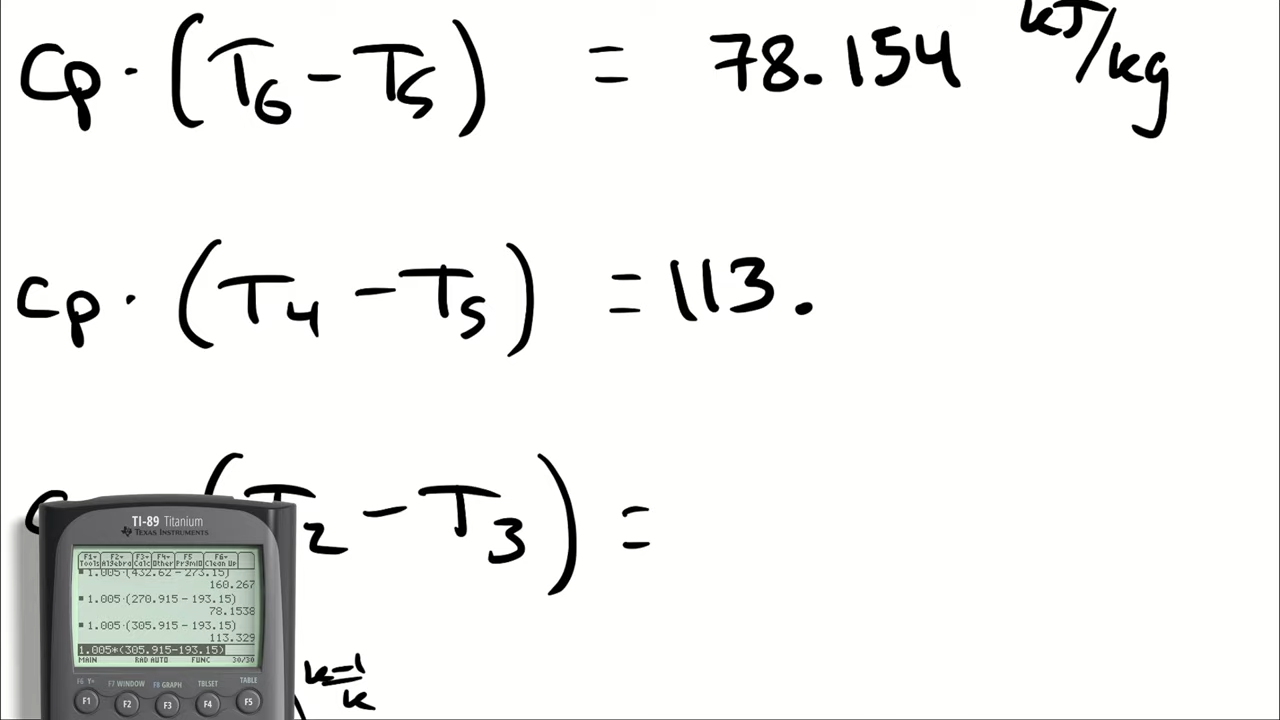 kJ/kg
Cp · (T6 − T5) = 78.154
Cp · (T4 − T5) = 113.
(T2 − T3) =
k−1
k
TI-89 Titanium
TEXAS INSTRUMENTS
F1 F2 F3 F4 F5 F6
Tools Algebra Calc Other PrgmIO Clean Up
1.005·(432.62 - 273.15)
160.267
1.005·(270.915 - 193.15)
78.1538
1.005·(305.915 - 193.15)
113.329
1.005*(305.915-193.15)
MAIN RAD AUTO FUNC 30/30
F6 Y= F7 WINDOW F8 GRAPH TBLSET TABLE
F1 F2 F3 F4 F5